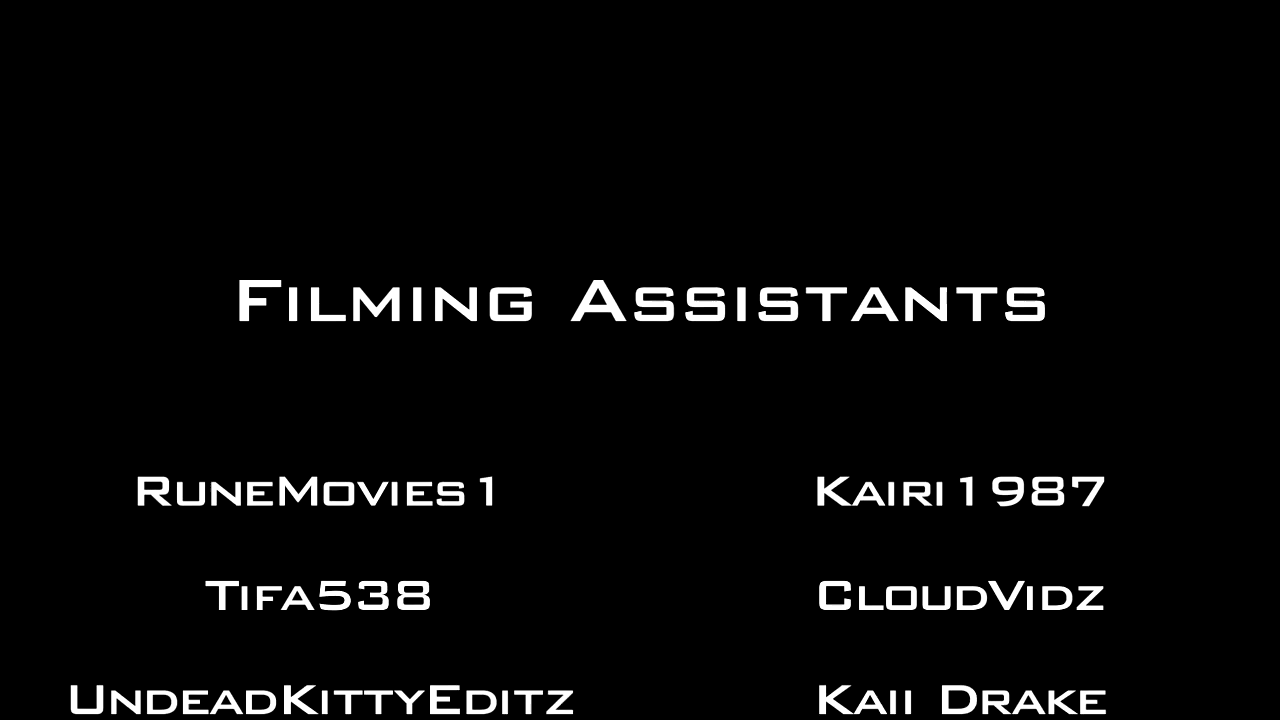 Filming Assistants
RuneMovies1 Kairi1987
Tifa538 CloudVidz
UndeadKittyEditz Kaii Drake